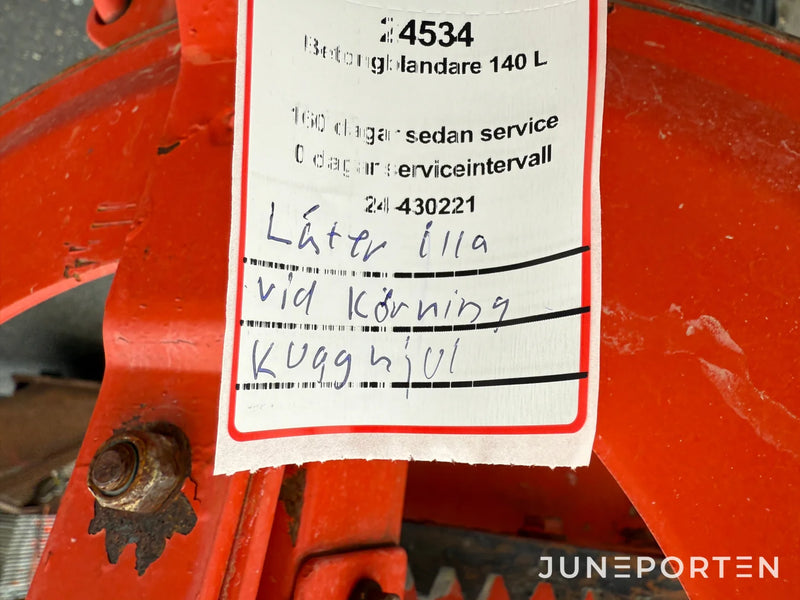 24534
Betongblandare 140 L
160 dagar sedan service
0 dagar serviceintervall
24-430221
Låter illa
vid körning
Kugghjul
JUNEPORTEN